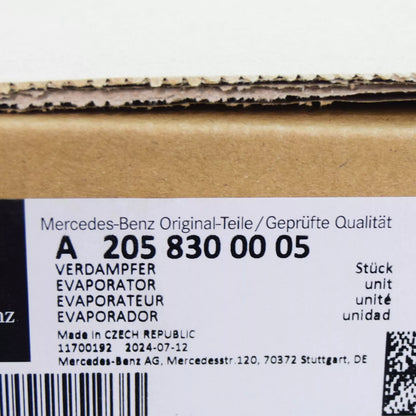 Mercedes-Benz Original-Teile/Geprüfte Qualität
A 205 830 00 05
VERDAMPFER Stück
EVAPORATOR unit
EVAPORATEUR unité
EVAPORADOR unidad
nz
Made in CZECH REPUBLIC
11700192 2024-07-12
Mercedes-Benz AG, Mercedesstr.120, 70372 Stuttgart, DE